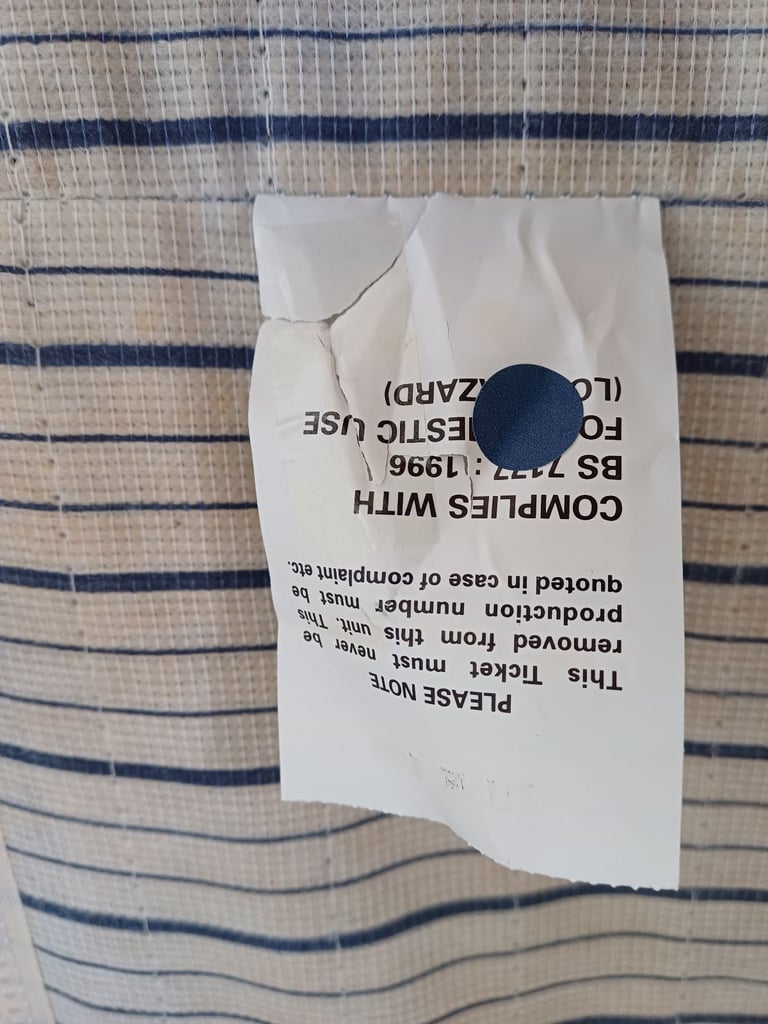 PLEASE NOTE
This Ticket must never be
removed from this unit. This
production number must be
quoted in case of complaint etc.
COMPLIES WITH
BS 7177 : 1996
USE